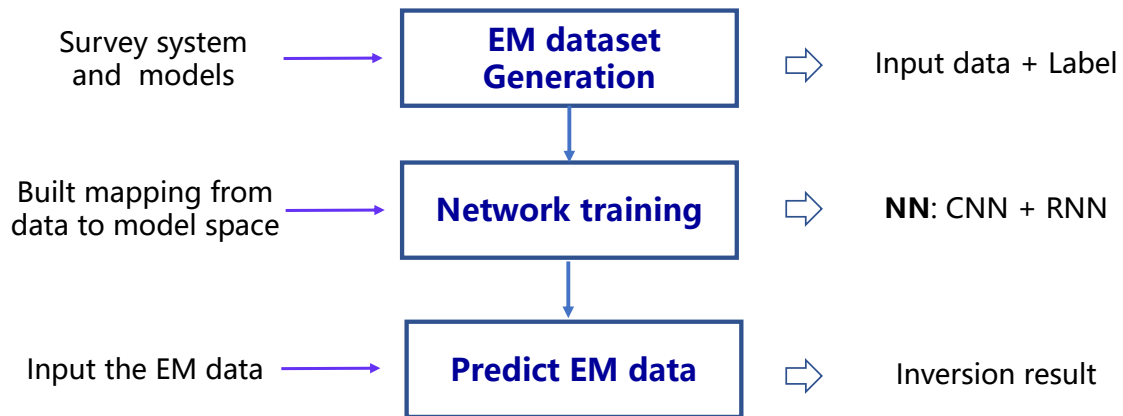 Survey system
and models
EM dataset
Generation
Input data + Label
Built mapping from
data to model space
Network training
NN: CNN + RNN
Input the EM data
Predict EM data
Inversion result